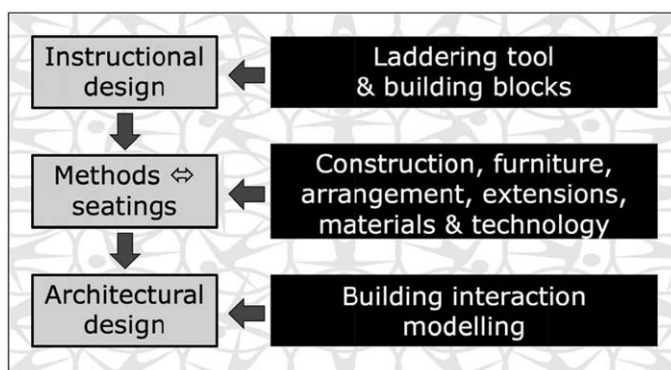 Instructional
design
Laddering tool
& building blocks
Methods ⇔
seatings
Construction, furniture,
arrangement, extensions,
materials & technology
Architectural
design
Building interaction
modelling